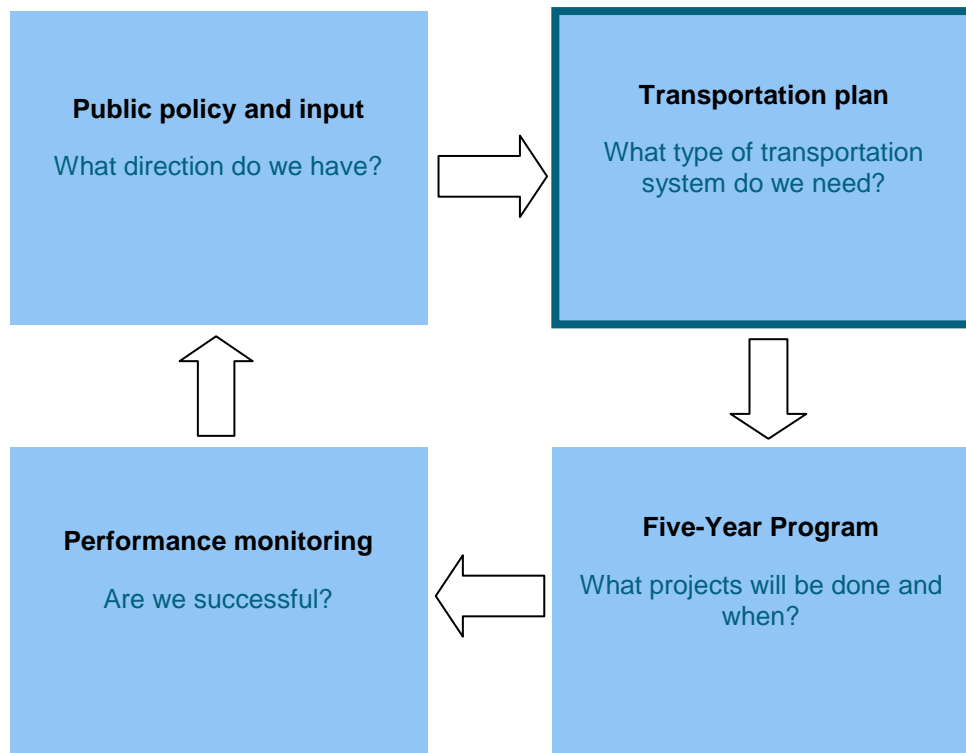 Public policy and input
What direction do we have?
Transportation plan
What type of transportation
system do we need?
Performance monitoring
Are we successful?
Five-Year Program
What projects will be done and
when?